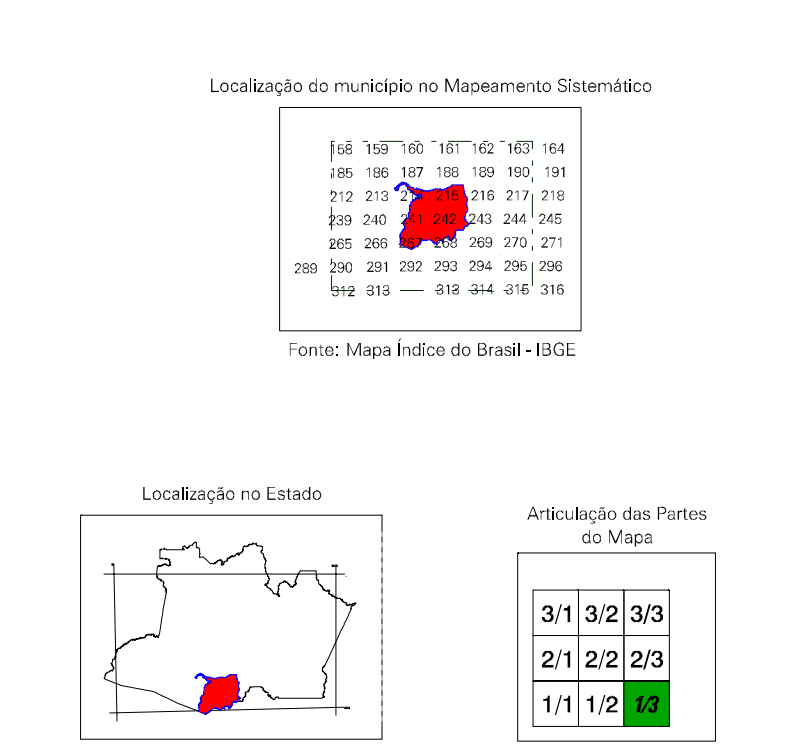 Localização do município no Mapeamento Sistemático
158 159 160 161 162 163 164
185 186 187 188 189 190 191
212 213 214 215 216 217 218
239 240 241 242 243 244 245
265 266 267 268 269 270 271
289 290 291 292 293 294 295 296
312 313 313 314 315 316
Fonte: Mapa Índice do Brasil - IBGE
Localização no Estado
Articulação das Partes
do Mapa
3/1 3/2 3/3
2/1 2/2 2/3
1/1 1/2 1/3